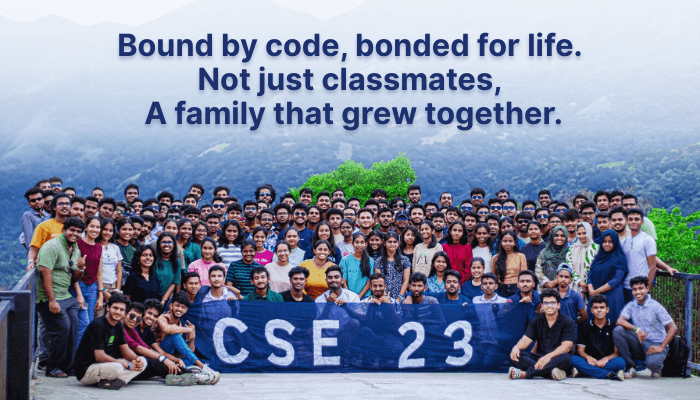 Bound by code, bonded for life.
Not just classmates,
A family that grew together.
CSE 23